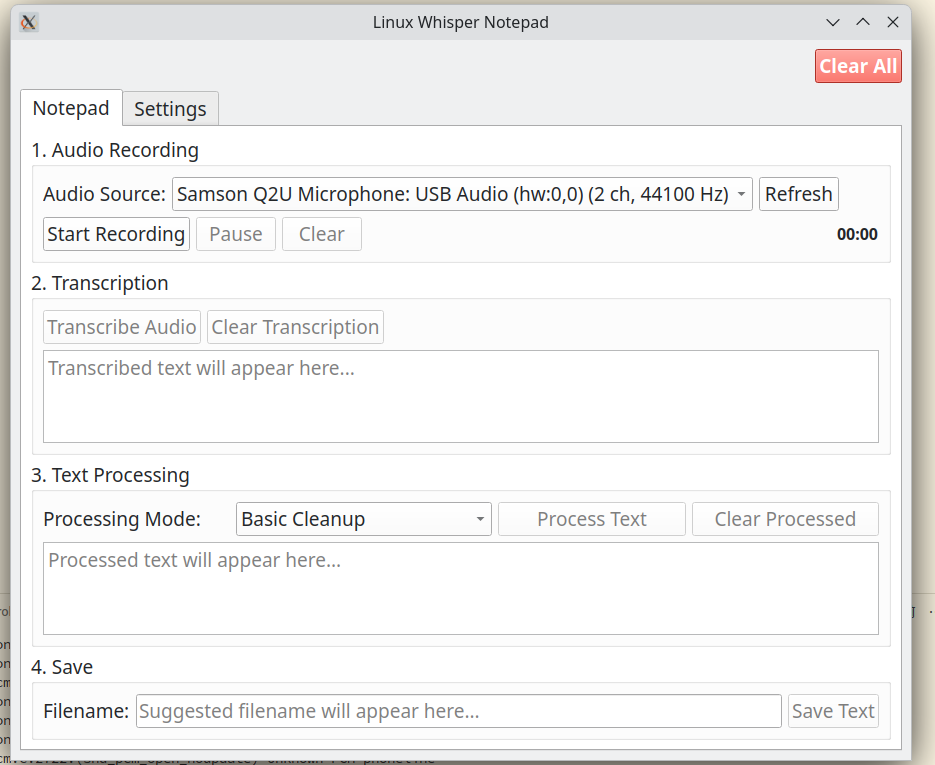 Linux Whisper Notepad
Clear All
Notepad Settings
1. Audio Recording
Audio Source: Samson Q2U Microphone: USB Audio (hw:0,0) (2 ch, 44100 Hz) Refresh
Start Recording Pause Clear 00:00
2. Transcription
Transcribe Audio Clear Transcription
Transcribed text will appear here...
3. Text Processing
Processing Mode: Basic Cleanup Process Text Clear Processed
Processed text will appear here...
4. Save
Filename: Suggested filename will appear here... Save Text